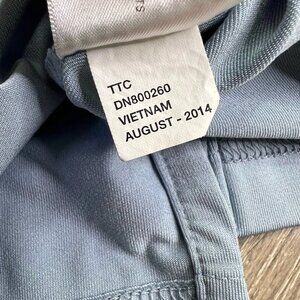 TTC
DN800260
VIETNAM
AUGUST - 2014